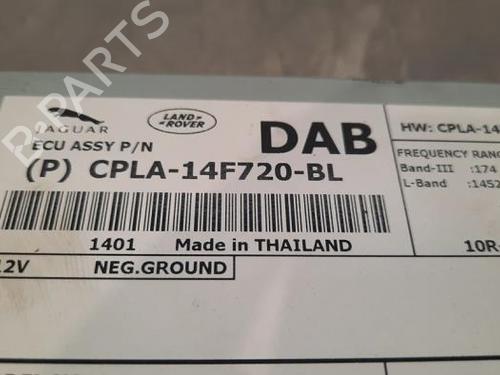 B-PARTS
JAGUAR
LAND ROVER
DAB
HW: CPLA-14
ECU ASSY P/N
(P) CPLA-14F720-BL
FREQUENCY RANG
Band-III :174
L-Band :1457
1401 Made in THAILAND
10R-
12V NEG.GROUND